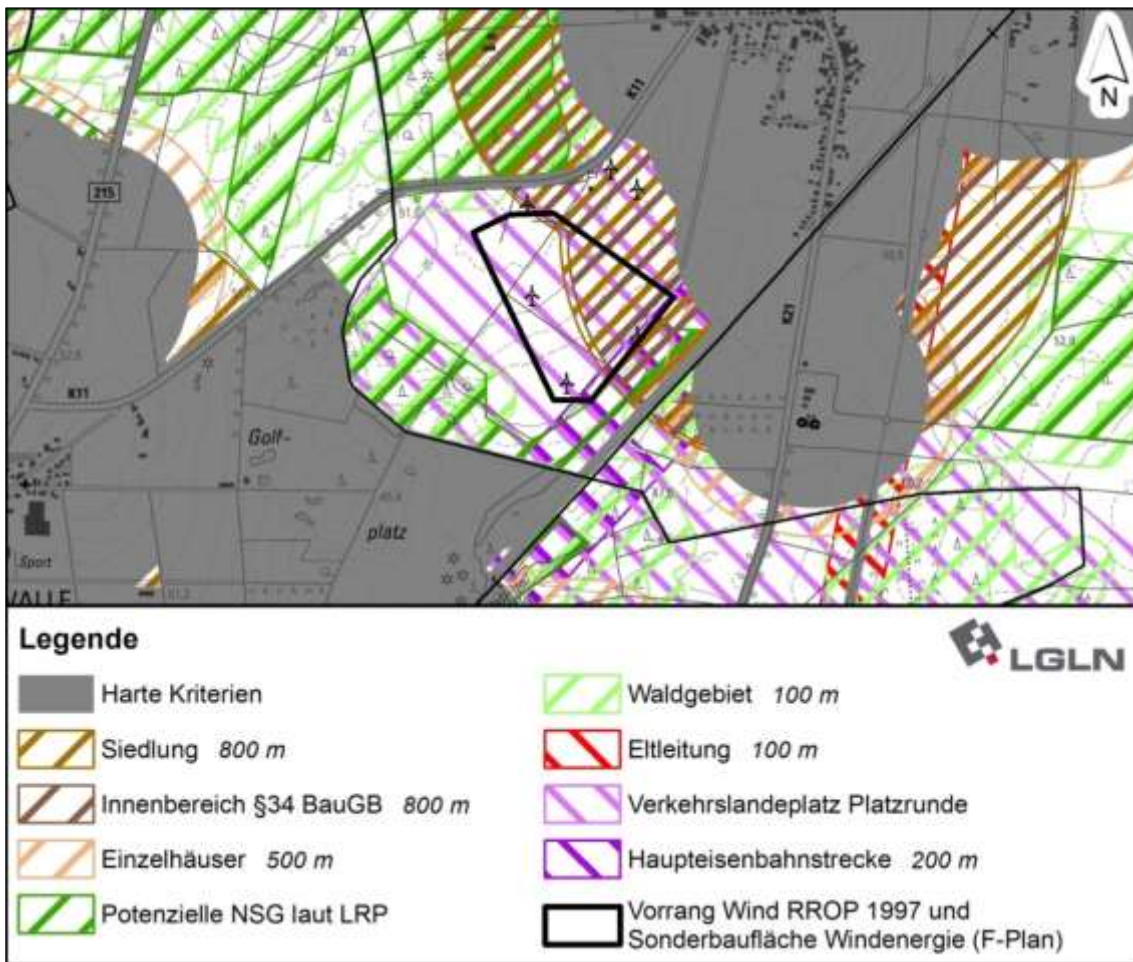 N
K11
215
K21
K11
Golf-
platz
Sport
VALLE
Legende
LGLN
Harte Kriterien
Siedlung 800 m
Innenbereich §34 BauGB 800 m
Einzelhäuser 500 m
Potenzielle NSG laut LRP
Waldgebiet 100 m
Eltleitung 100 m
Verkehrslandeplatz Platzrunde
Haupteisenbahnstrecke 200 m
Vorrang Wind RROP 1997 und
Sonderbaufläche Windenergie (F-Plan)